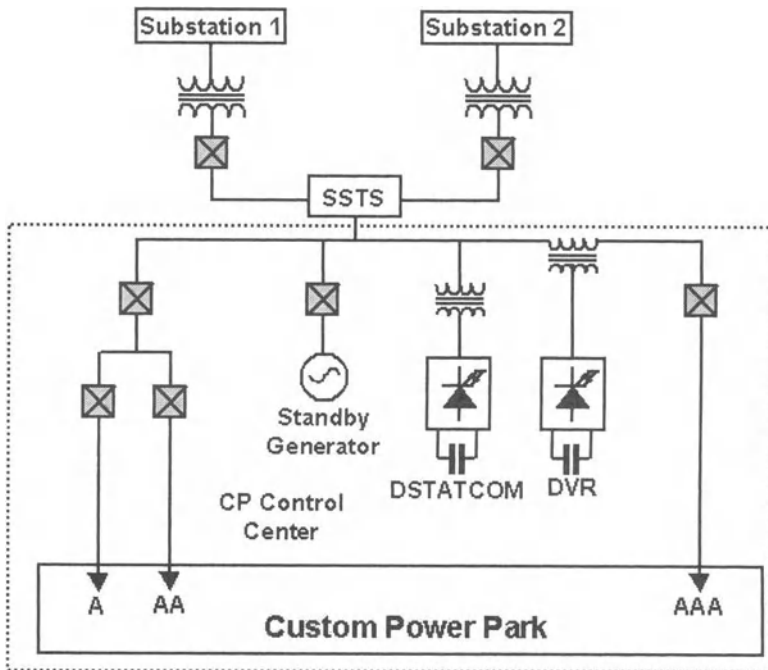 Substation 1
Substation 2
SSTS
Standby
Generator
DSTATCOM
DVR
CP Control
Center
A
AA
AAA
Custom Power Park